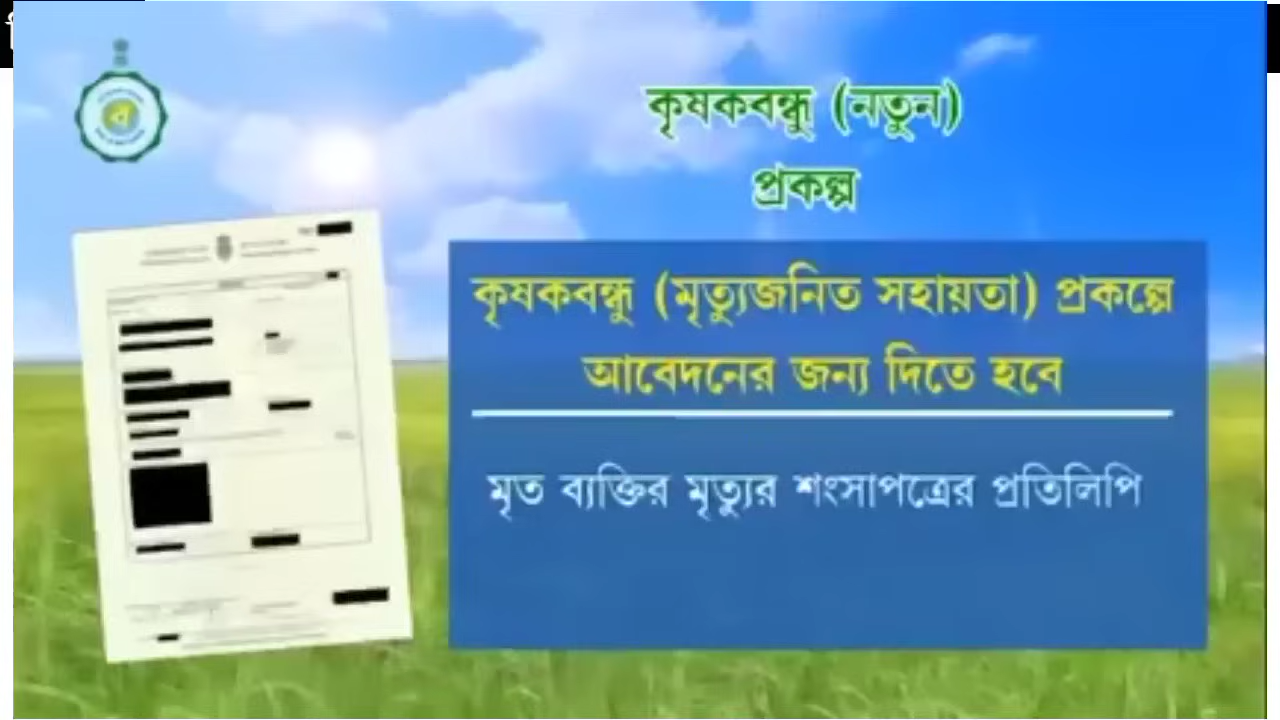 কৃষকবন্ধু (নতুন)
প্রকল্প
কৃষকবন্ধু (মৃত্যুজনিত সহায়তা) প্রকল্পে
আবেদনের জন্য দিতে হবে
মৃত ব্যক্তির মৃত্যুর শংসাপত্রের প্রতিলিপি